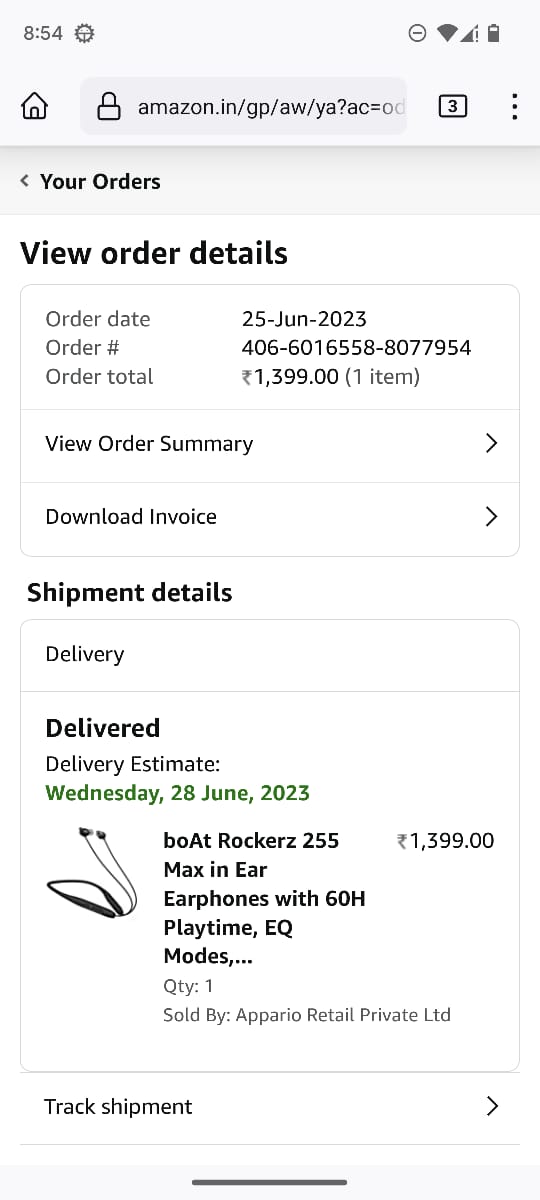 8:54
amazon.in/gp/aw/ya?ac=od
3
Your Orders
View order details
Order date 25-Jun-2023
Order # 406-6016558-8077954
Order total ₹1,399.00 (1 item)
View Order Summary
Download Invoice
Shipment details
Delivery
Delivered
Delivery Estimate:
Wednesday, 28 June, 2023
boAt Rockerz 255 ₹1,399.00
Max in Ear
Earphones with 60H
Playtime, EQ
Modes,...
Qty: 1
Sold By: Appario Retail Private Ltd
Track shipment